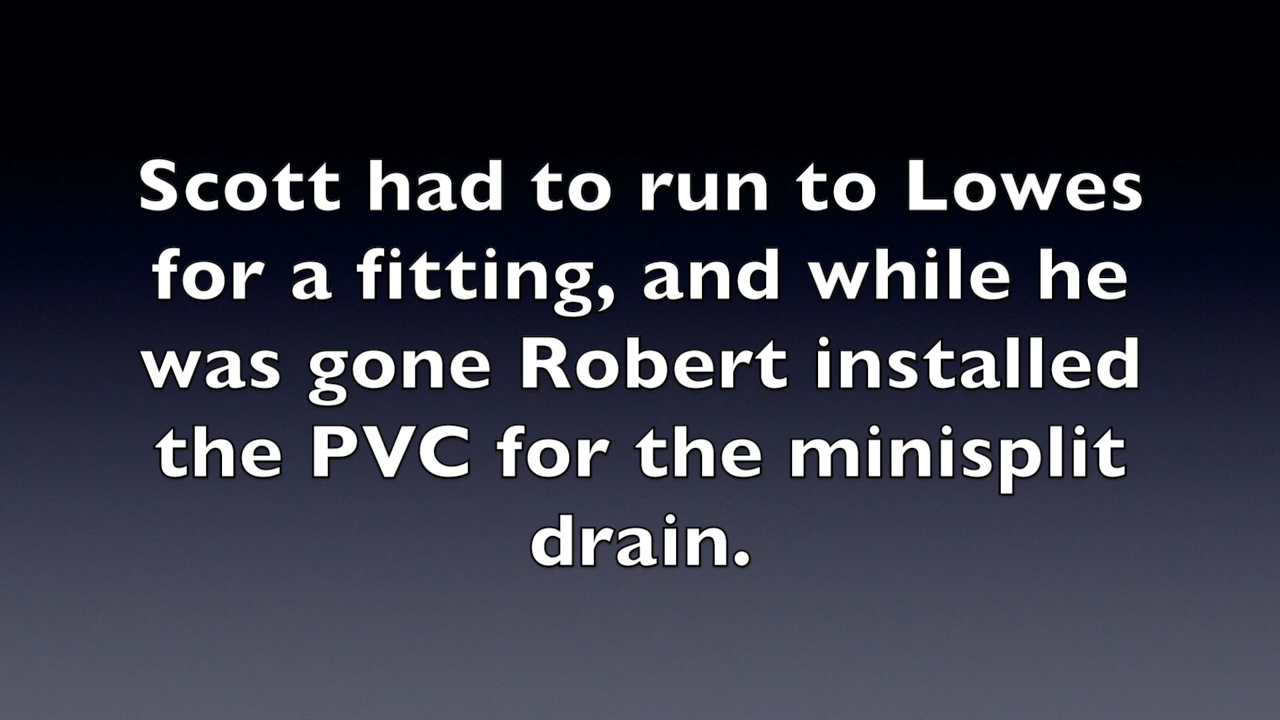 Scott had to run to Lowes
for a fitting, and while he
was gone Robert installed
the PVC for the minisplit
drain.